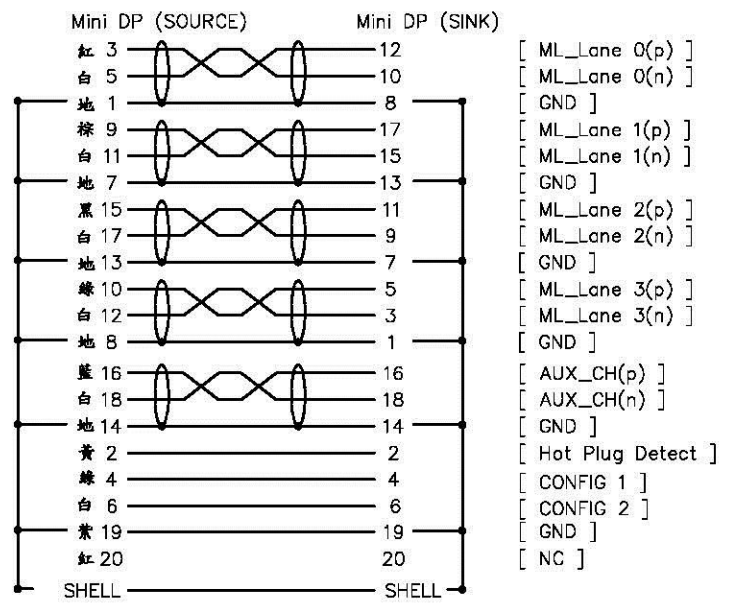 Mini DP (SOURCE) Mini DP (SINK)
紅 3 12 [ ML_Lane 0(p) ]
白 5 10 [ ML_Lane 0(n) ]
地 1 8 [ GND ]
棕 9 17 [ ML_Lane 1(p) ]
白 11 15 [ ML_Lane 1(n) ]
地 7 13 [ GND ]
黑 15 11 [ ML_Lane 2(p) ]
白 17 9 [ ML_Lane 2(n) ]
地 13 7 [ GND ]
綠 10 5 [ ML_Lane 3(p) ]
白 12 3 [ ML_Lane 3(n) ]
地 8 1 [ GND ]
藍 16 16 [ AUX_CH(p) ]
白 18 18 [ AUX_CH(n) ]
地 14 14 [ GND ]
黃 2 2 [ Hot Plug Detect ]
綠 4 4 [ CONFIG 1 ]
白 6 6 [ CONFIG 2 ]
紫 19 19 [ GND ]
紅 20 20 [ NC ]
SHELL SHELL